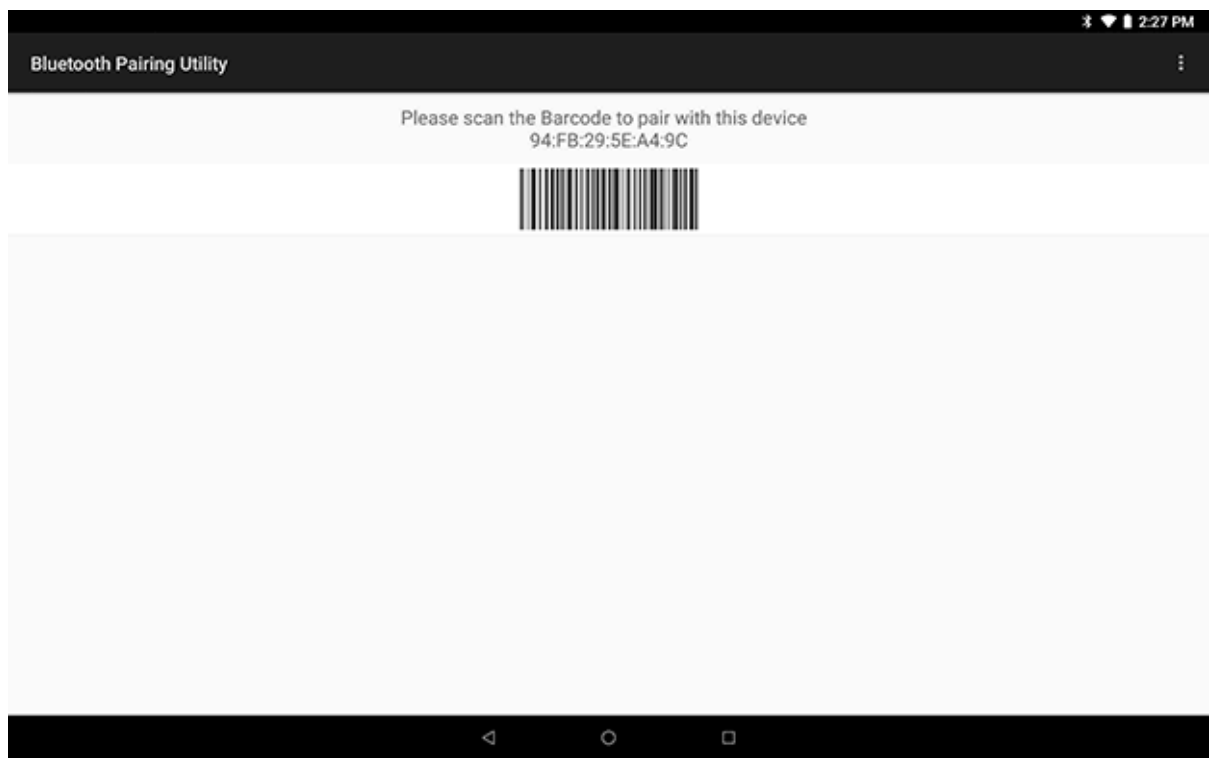 2:27 PM
Bluetooth Pairing Utility
Please scan the Barcode to pair with this device
94:FB:29:5E:A4:9C